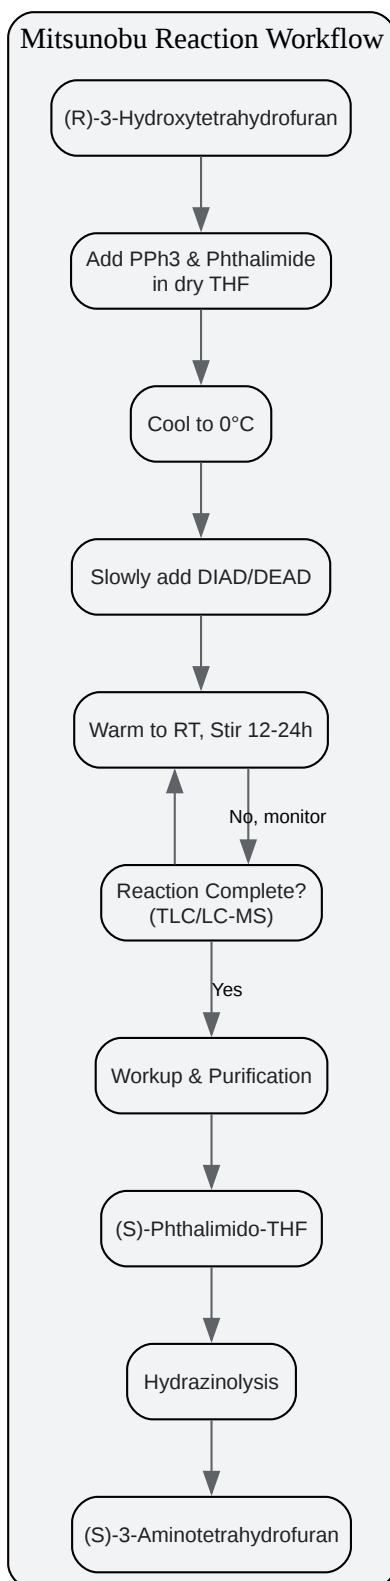 Mitsunobu Reaction Workflow
(R)-3-Hydroxytetrahydrofuran
Add PPh3 & Phthalimide
in dry THF
Cool to 0°C
Slowly add DIAD/DEAD
Warm to RT, Stir 12-24h
No, monitor
Reaction Complete?
(TLC/LC-MS)
Yes
Workup & Purification
(S)-Phthalimido-THF
Hydrazinolysis
(S)-3-Aminotetrahydrofuran